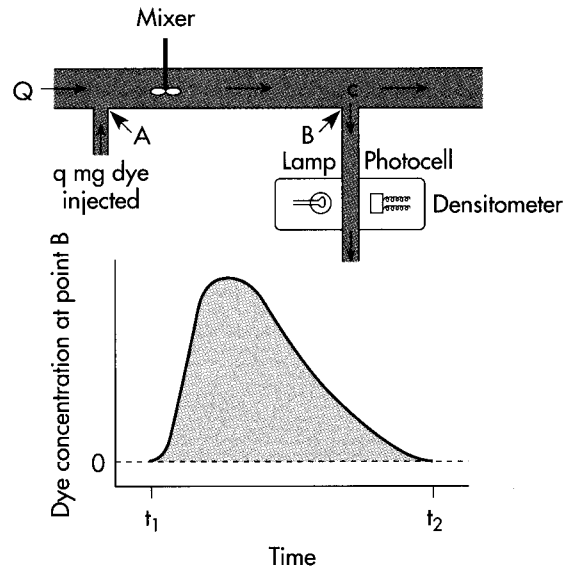 Mixer
Q
c
A
B
q mg dye
injected
Lamp
Photocell
Densitometer
Dye concentration at point B
0
t1
t2
Time